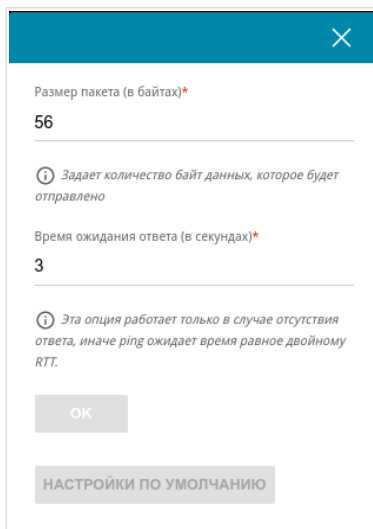 Размер пакета (в байтах)*
56
Задает количество байт данных, которое будет
отправлено
Время ожидания ответа (в секундах)*
3
Эта опция работает только в случае отсутствия
ответа, иначе ping ожидает время равное двойному
RTT.
OK
НАСТРОЙКИ ПО УМОЛЧАНИЮ